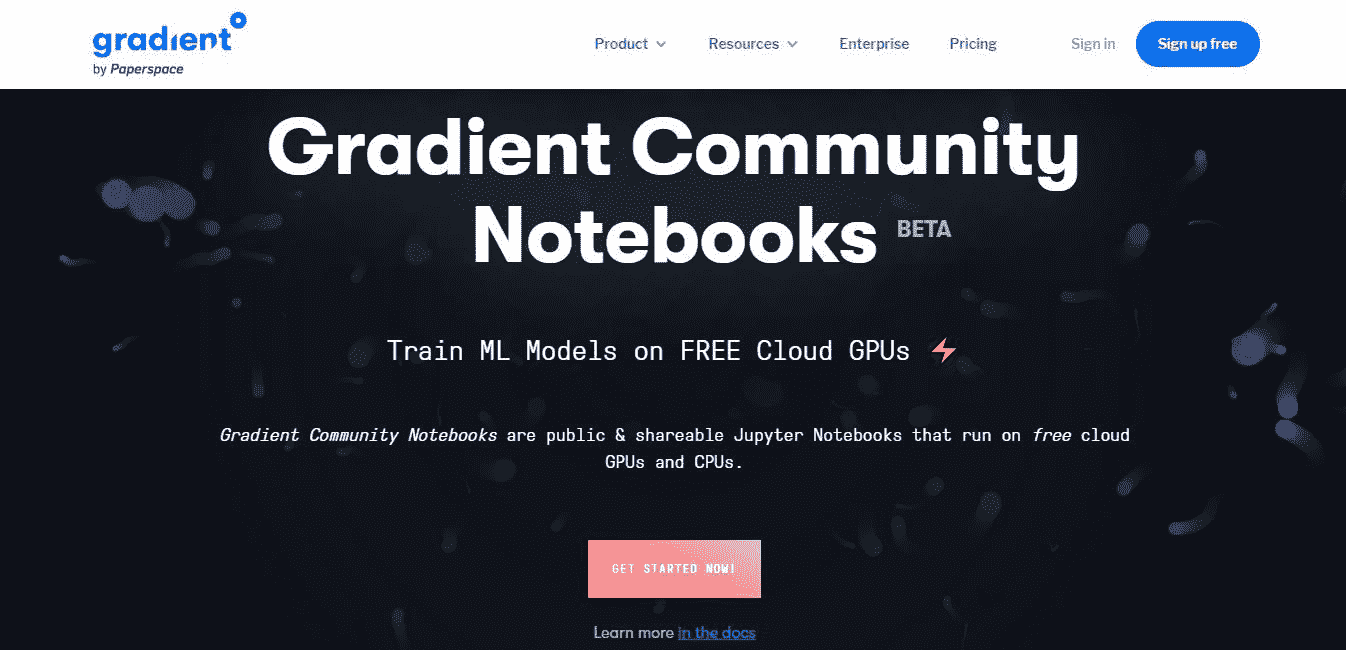 gradient
by Paperspace
Product
Resources
Enterprise
Pricing
Sign in
Sign up free
Gradient Community
Notebooks BETA
Train ML Models on FREE Cloud GPUs
Gradient Community Notebooks are public & shareable Jupyter Notebooks that run on free cloud
GPUs and CPUs.
GET STARTED NOW!
Learn more in the docs